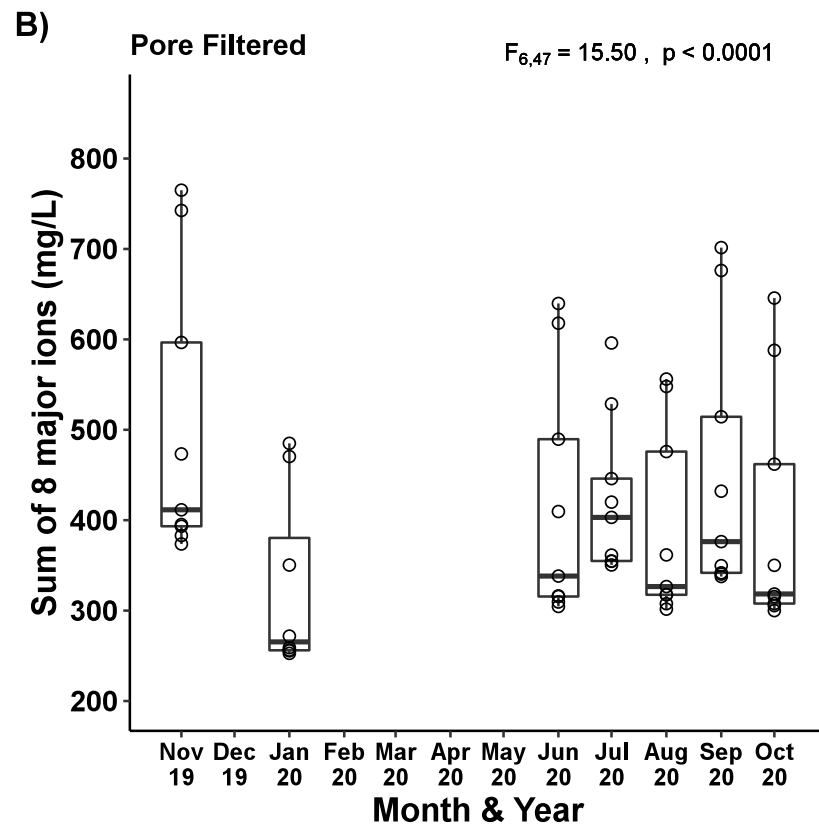 B)
Pore Filtered
F6,47 = 15.50 , p < 0.0001
Sum of 8 major ions (mg/L)
800
700
600
500
400
300
200
Nov Dec Jan Feb Mar Apr May Jun Jul Aug Sep Oct
19 19 20 20 20 20 20 20 20 20 20 20
Month & Year